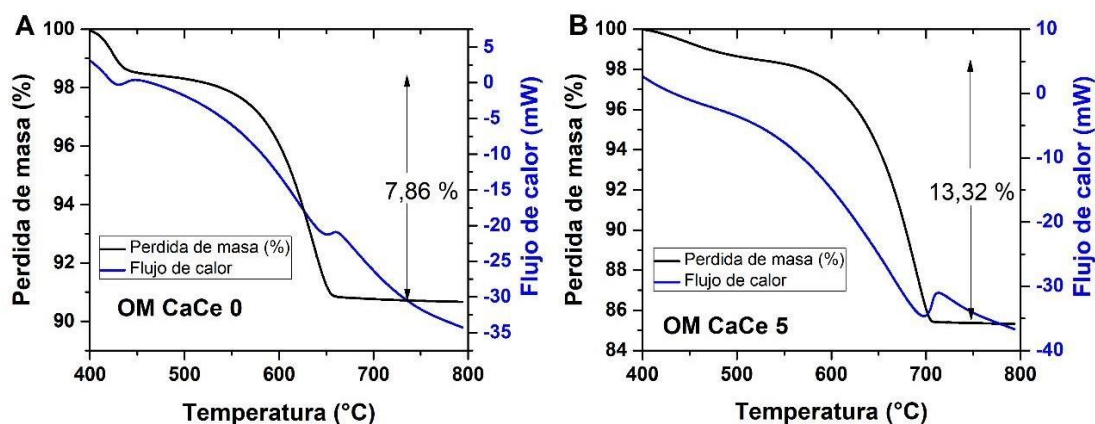 A
100
98
96
94
92
90
Perdida de masa (%)
5
0
-5
-10
-15
-20
-25
-30
-35
Flujo de calor (mW)
7,86 %
Perdida de masa (%)
Flujo de calor
OM CaCe 0
400 500 600 700 800
Temperatura (°C)
B
100
98
96
94
92
90
88
86
84
Perdida de masa (%)
10
0
-10
-20
-30
-40
Flujo de calor (mW)
13,32 %
Perdida de masa (%)
Flujo de calor
OM CaCe 5
400 500 600 700 800
Temperatura (°C)